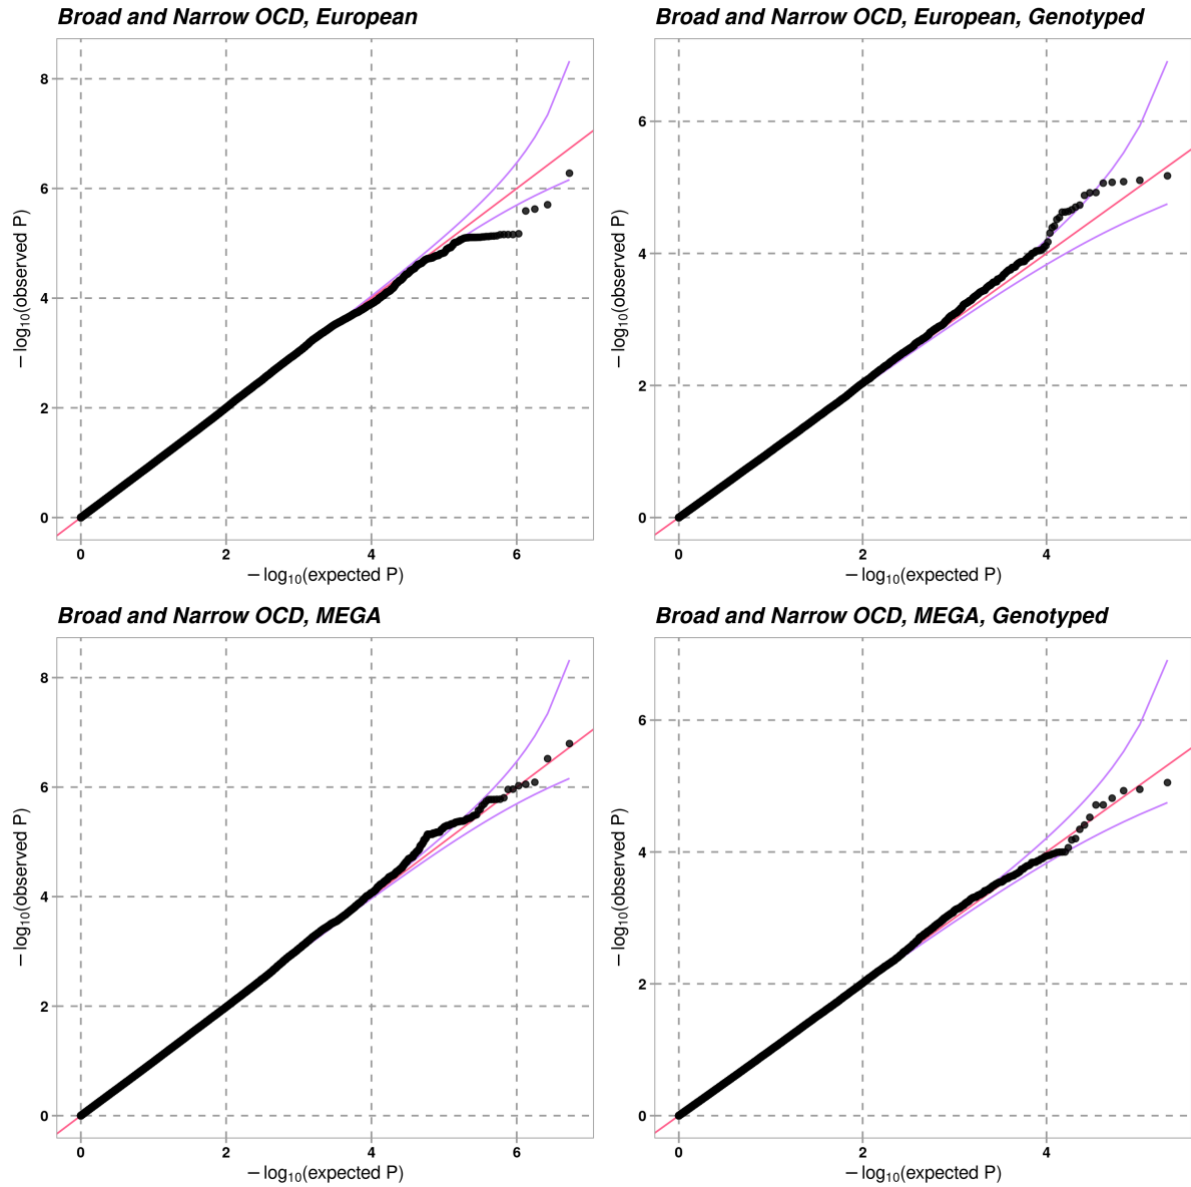 Broad and Narrow OCD, European
8
6
4
2
0
0 2 4 6
−log10(observed P)
−log10(expected P)
Broad and Narrow OCD, European, Genotyped
6
4
2
0
0 2 4
−log10(observed P)
−log10(expected P)
Broad and Narrow OCD, MEGA
8
6
4
2
0
0 2 4 6
−log10(observed P)
−log10(expected P)
Broad and Narrow OCD, MEGA, Genotyped
6
4
2
0
0 2 4
−log10(observed P)
−log10(expected P)